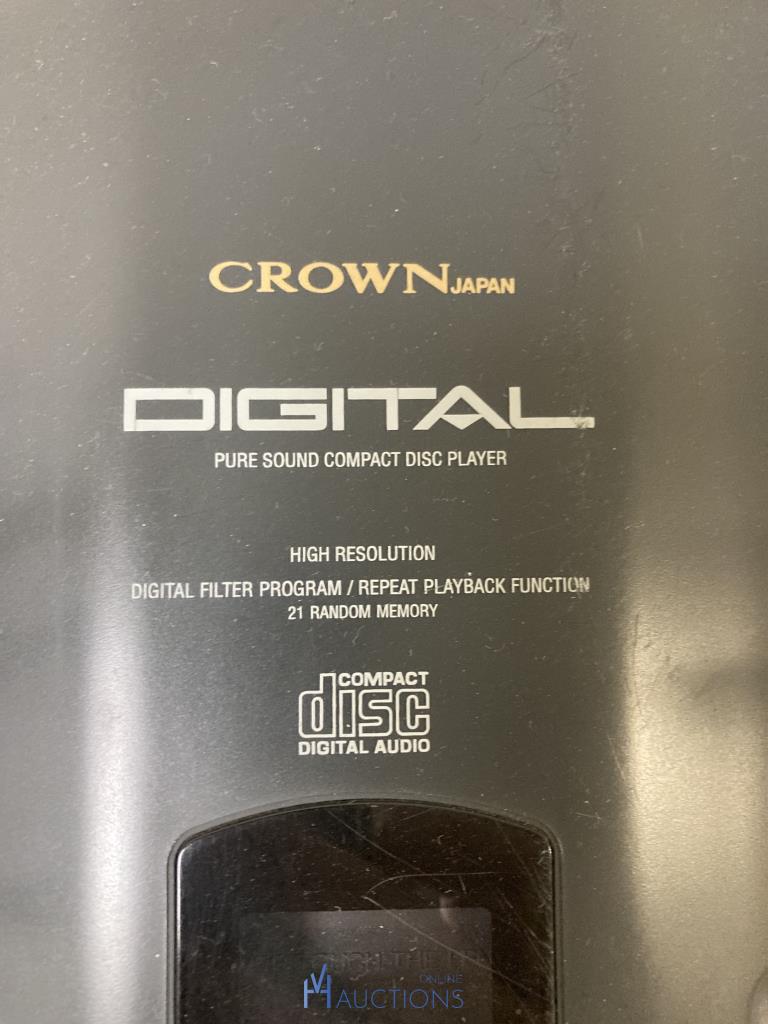 CROWN JAPAN
DIGITAL
PURE SOUND COMPACT DISC PLAYER
HIGH RESOLUTION
DIGITAL FILTER PROGRAM / REPEAT PLAYBACK FUNCTION
21 RANDOM MEMORY
COMPACT
disc
DIGITAL AUDIO
ONLINE
HV AUCTIONS